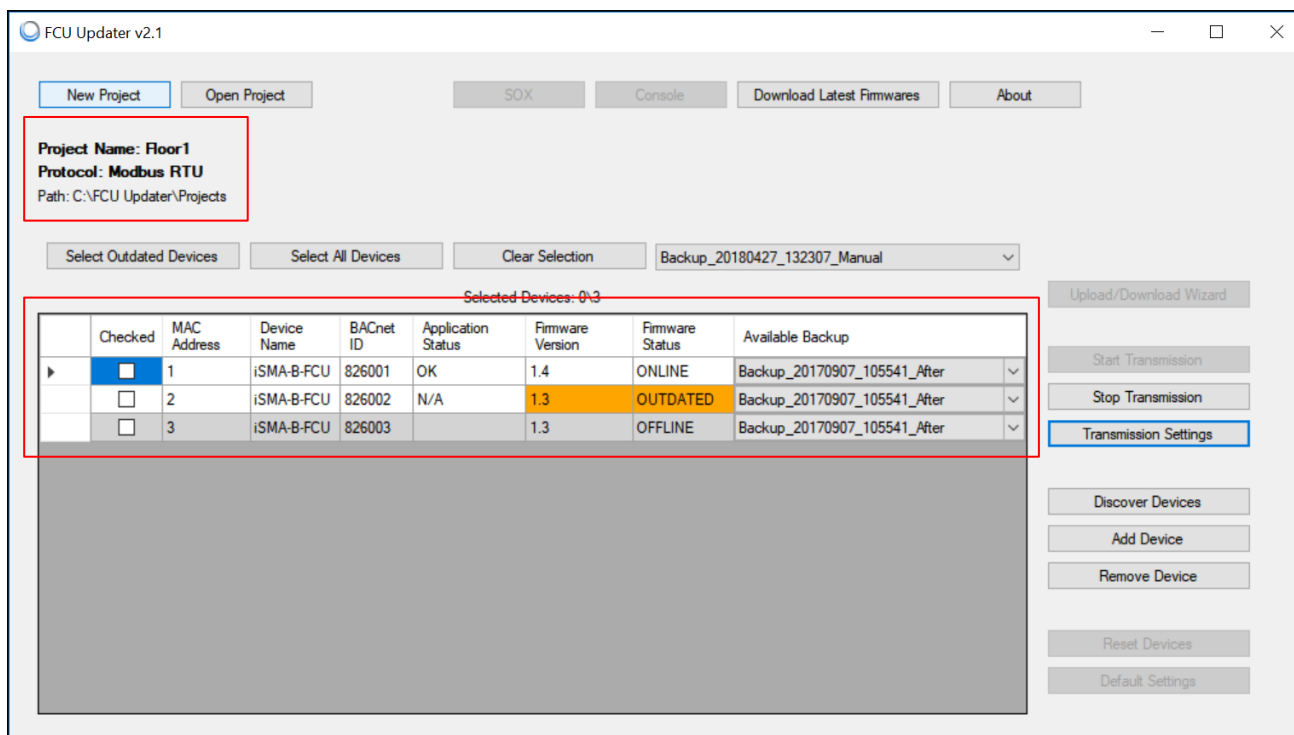 FCU Updater v2.1
New Project Open Project SOX Console Download Latest Firmwares About
Project Name: Floor1
Protocol: Modbus RTU
Path: C:\FCU Updater\Projects
Select Outdated Devices Select All Devices Clear Selection Backup_20180427_132307_Manual
Selected Devices: 0\3
Upload/Download Wizard
Checked MAC Address Device Name BACnet ID Application Status Firmware Version Firmware Status Available Backup
1 iSMA-B-FCU 826001 OK 1.4 ONLINE Backup_20170907_105541_After
2 iSMA-B-FCU 826002 N/A 1.3 OUTDATED Backup_20170907_105541_After
3 iSMA-B-FCU 826003 1.3 OFFLINE Backup_20170907_105541_After
Start Transmission
Stop Transmission
Transmission Settings
Discover Devices
Add Device
Remove Device
Reset Devices
Default Settings